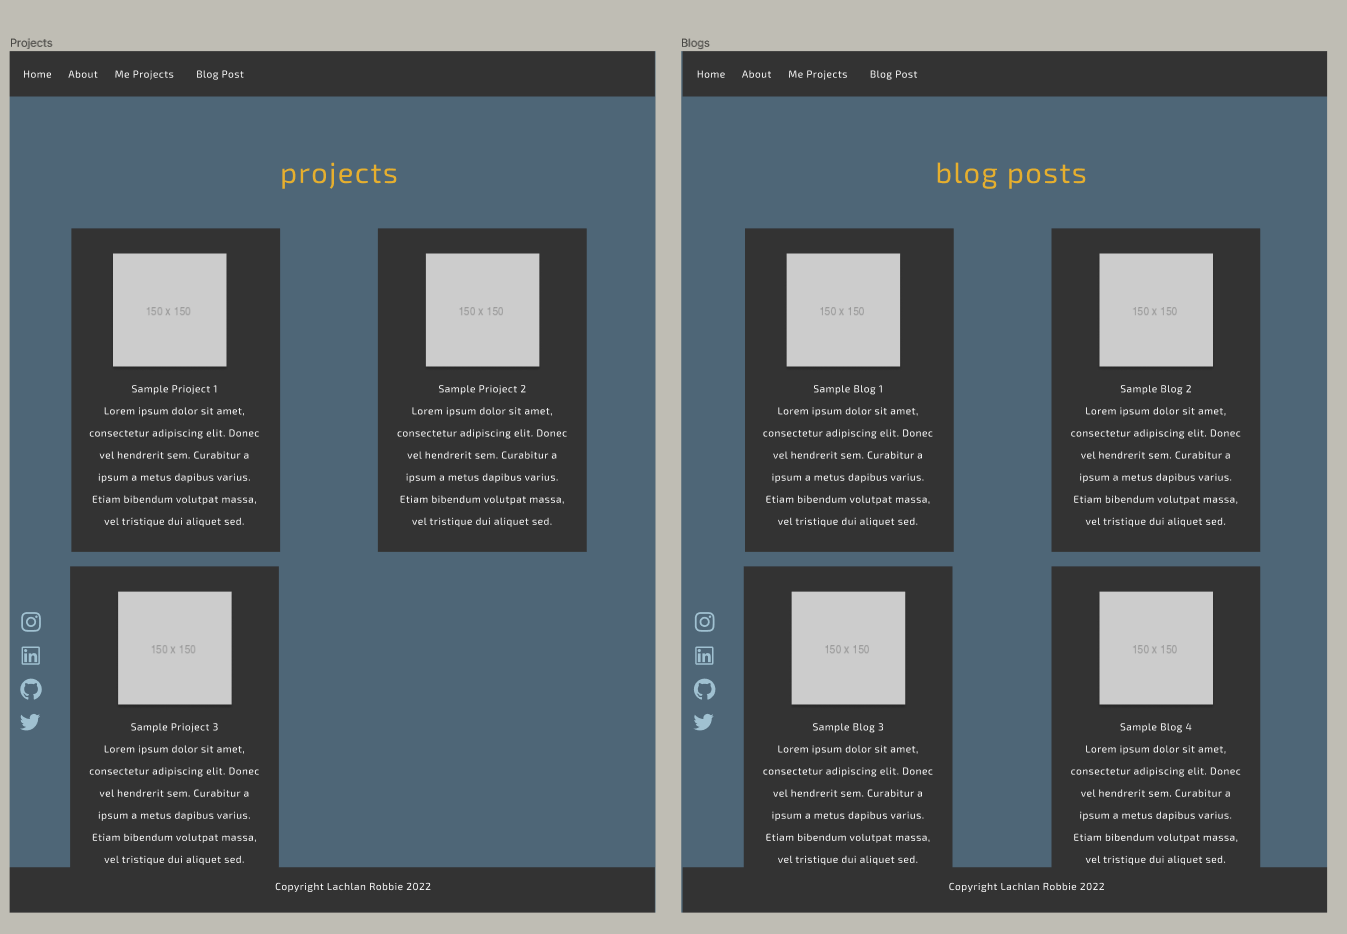 Projects
Home About Me Projects Blog Post
projects
150 x 150
Sample Prioject 1
Lorem ipsum dolor sit amet,
consectetur adipiscing elit. Donec
vel hendrerit sem. Curabitur a
ipsum a metus dapibus varius.
Etiam bibendum volutpat massa,
vel tristique dui aliquet sed.
150 x 150
Sample Prioject 2
Lorem ipsum dolor sit amet,
consectetur adipiscing elit. Donec
vel hendrerit sem. Curabitur a
ipsum a metus dapibus varius.
Etiam bibendum volutpat massa,
vel tristique dui aliquet sed.
150 x 150
Sample Prioject 3
Lorem ipsum dolor sit amet,
consectetur adipiscing elit. Donec
vel hendrerit sem. Curabitur a
ipsum a metus dapibus varius.
Etiam bibendum volutpat massa,
vel tristique dui aliquet sed.
in
Copyright Lachlan Robbie 2022
Blogs
Home About Me Projects Blog Post
blog posts
150 x 150
Sample Blog 1
Lorem ipsum dolor sit amet,
consectetur adipiscing elit. Donec
vel hendrerit sem. Curabitur a
ipsum a metus dapibus varius.
Etiam bibendum volutpat massa,
vel tristique dui aliquet sed.
150 x 150
Sample Blog 2
Lorem ipsum dolor sit amet,
consectetur adipiscing elit. Donec
vel hendrerit sem. Curabitur a
ipsum a metus dapibus varius.
Etiam bibendum volutpat massa,
vel tristique dui aliquet sed.
150 x 150
Sample Blog 3
Lorem ipsum dolor sit amet,
consectetur adipiscing elit. Donec
vel hendrerit sem. Curabitur a
ipsum a metus dapibus varius.
Etiam bibendum volutpat massa,
vel tristique dui aliquet sed.
150 x 150
Sample Blog 4
Lorem ipsum dolor sit amet,
consectetur adipiscing elit. Donec
vel hendrerit sem. Curabitur a
ipsum a metus dapibus varius.
Etiam bibendum volutpat massa,
vel tristique dui aliquet sed.
in
Copyright Lachlan Robbie 2022